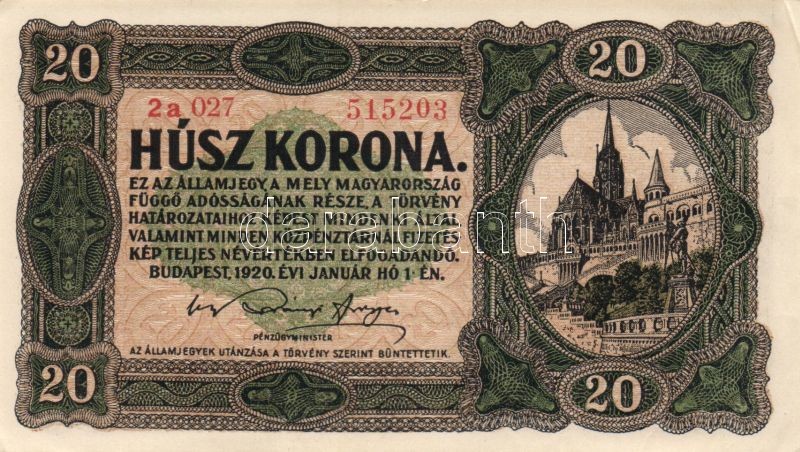 20
20
2a 027 515203
HÚSZ KORONA.
EZ AZ ÁLLAMJEGY, A MELY MAGYARORSZÁG
FÜGGŐ ADÓSSÁGÁNAK RÉSZE, A TÖRVÉNY
HATÁROZATAIHOZ KÉPEST MINDENKI ÁLTAL
VALAMINT MINDEN KÖZPÉNZTÁRNÁL FIZETÉS
KÉP TELJES NÉVÉRTÉKBEN ELFOGADANDÓ.
BUDAPEST, 1920. ÉVI JANUÁR HÓ 1-ÉN.
PÉNZÜGYMINISTER
AZ ÁLLAMJEGYEK UTÁNZÁSA A TÖRVÉNY SZERINT BÜNTETTETIK.
20
20
darabanth